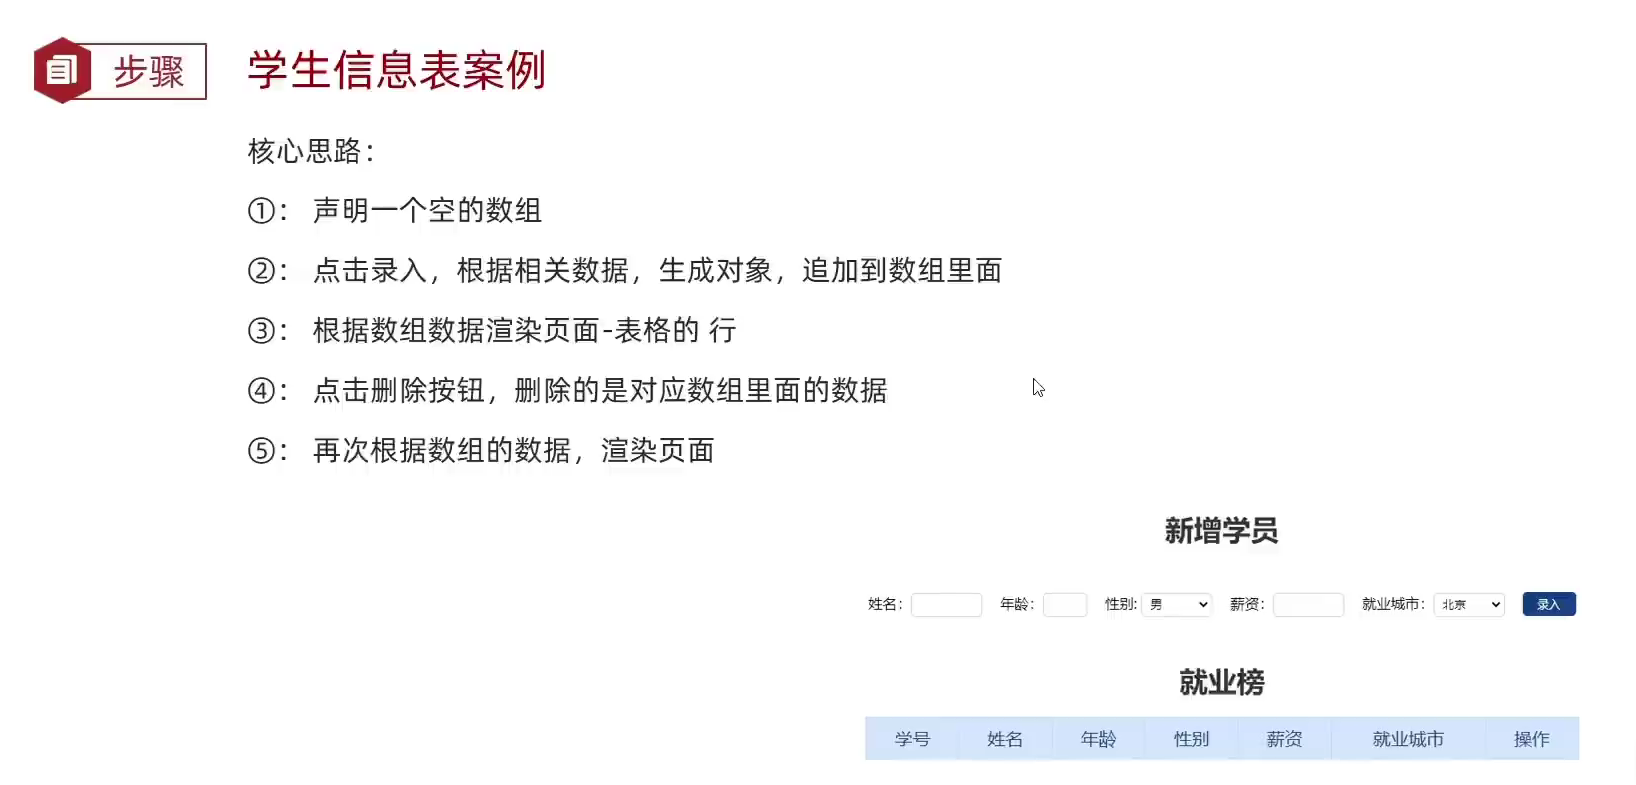 步骤 学生信息表案例
核心思路：
①： 声明一个空的数组
②： 点击录入，根据相关数据，生成对象，追加到数组里面
③： 根据数组数据渲染页面-表格的 行
④： 点击删除按钮，删除的是对应数组里面的数据
⑤： 再次根据数组的数据，渲染页面
新增学员
姓名： 年龄： 性别: 男 薪资： 就业城市： 北京 录入
就业榜
学号 姓名 年龄 性别 薪资 就业城市 操作